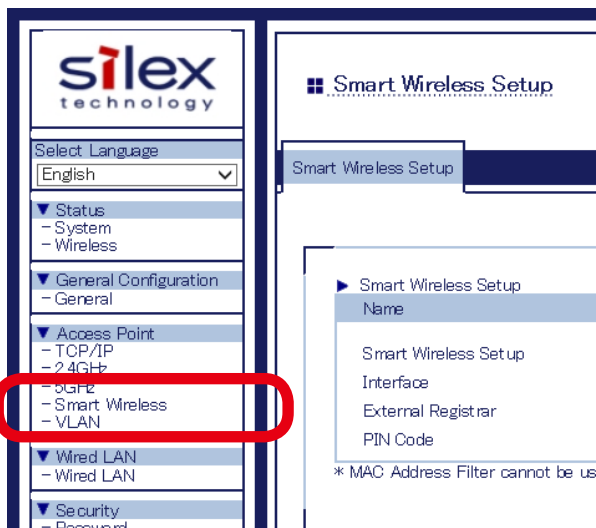 silex
technology
Select Language
English
▼ Status
- System
- Wireless
▼ General Configuration
- General
▼ Access Point
- TCP/IP
- 2.4GHz
- 5GHz
- Smart Wireless
- VLAN
▼ Wired LAN
- Wired LAN
▼ Security
- Password
Smart Wireless Setup
Smart Wireless Setup
▶ Smart Wireless Setup
Name
Smart Wireless Setup
Interface
External Registrar
PIN Code
* MAC Address Filter cannot be us